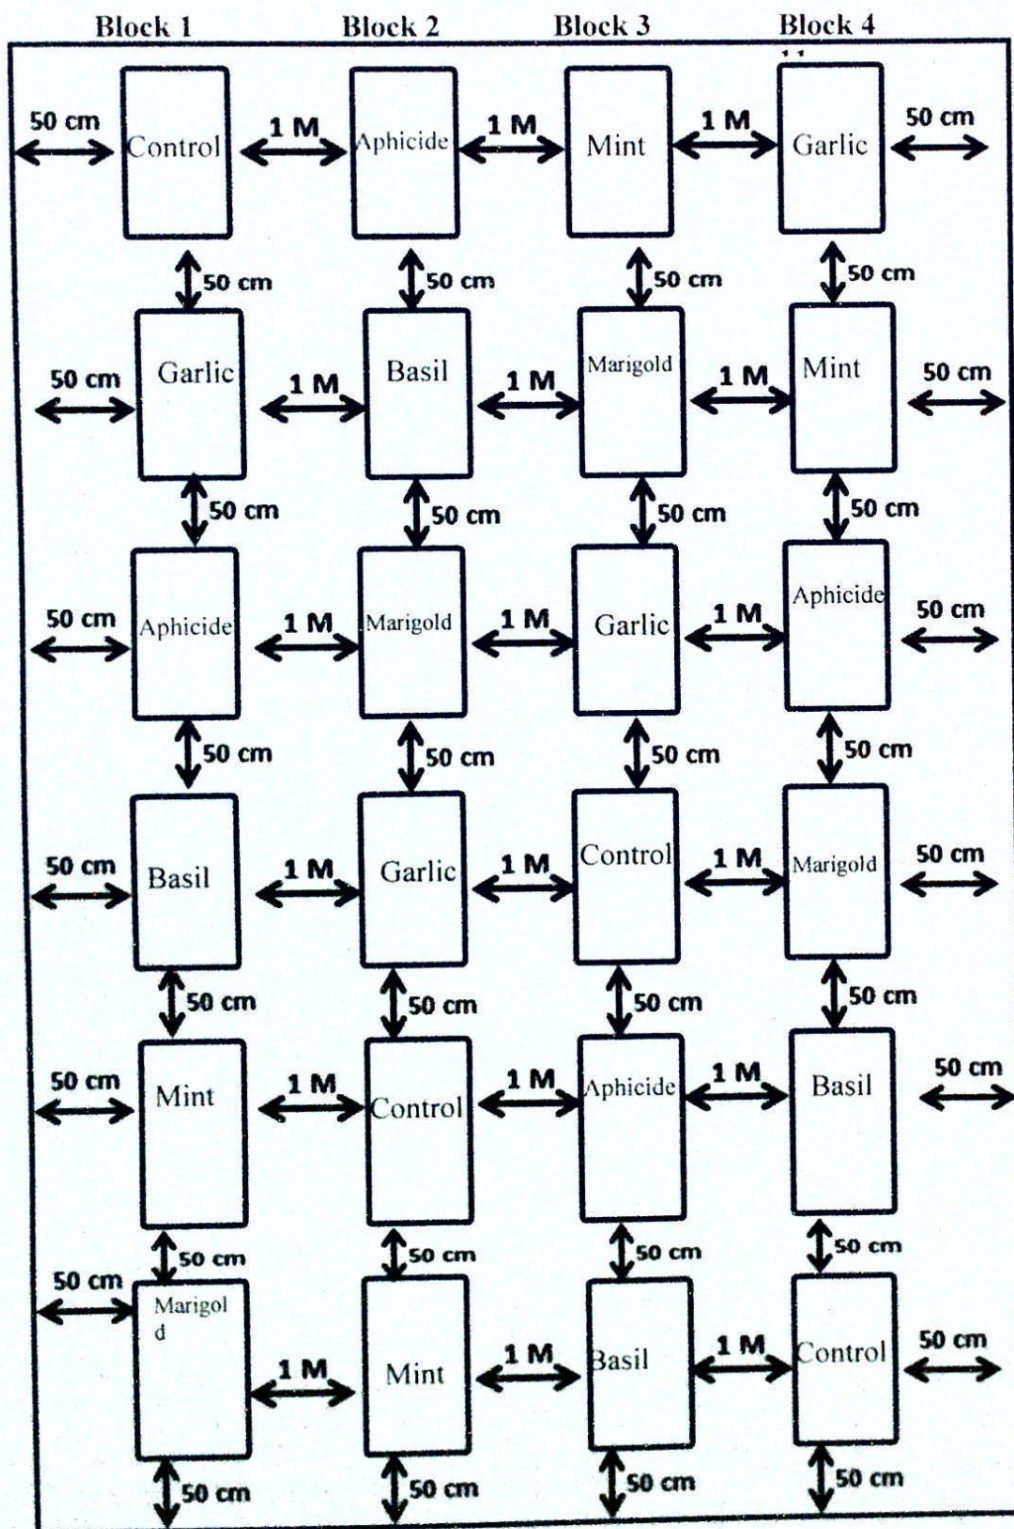 Block 1 Block 2 Block 3 Block 4
50 cm Control 1 M Aphicide 1 M Mint 1 M Garlic 50 cm
50 cm 50 cm 50 cm 50 cm
50 cm Garlic 1 M Basil 1 M Marigold 1 M Mint 50 cm
50 cm 50 cm 50 cm 50 cm
50 cm Aphicide 1 M Marigold 1 M Garlic 1 M Aphicide 50 cm
50 cm 50 cm 50 cm 50 cm
50 cm Basil 1 M Garlic 1 M Control 1 M Marigold 50 cm
50 cm 50 cm 50 cm 50 cm
50 cm Mint 1 M Control 1 M Aphicide 1 M Basil 50 cm
50 cm 50 cm 50 cm 50 cm
50 cm Marigol
d 1 M Mint 1 M Basil 1 M Control 50 cm
50 cm 50 cm 50 cm 50 cm